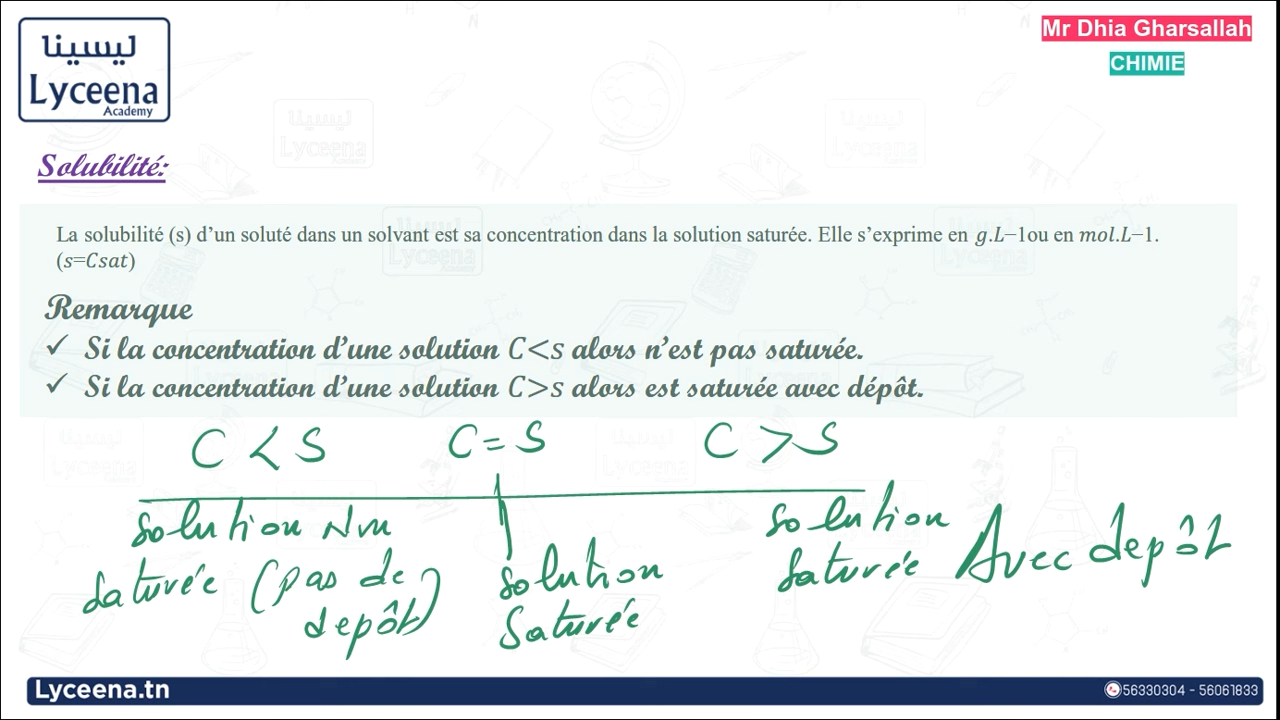 ليسينا
Lyceena
Academy
Mr Dhia Gharsallah
CHIMIE
Solubilité:
La solubilité (s) d’un soluté dans un solvant est sa concentration dans la solution saturée. Elle s’exprime en g.L−1ou en mol.L−1.
(s=Csat)
Remarque
✓ Si la concentration d’une solution C<s alors n’est pas saturée.
✓ Si la concentration d’une solution C>s alors est saturée avec dépôt.
C < S C = S C > S
solution Non
saturée (pas de
depôt)
solution
saturée
solution
saturée Avec depôt
Lyceena.tn
56330304 - 56061833